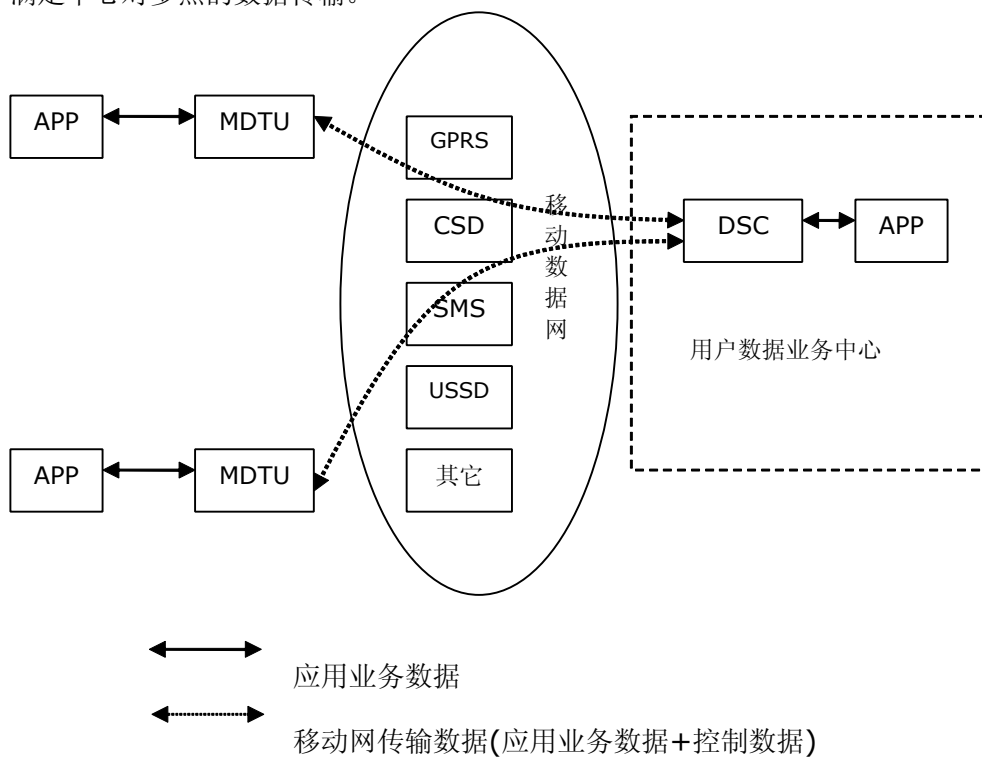 满足中心对多点的数据传输。
APP
MDTU
GPRS
CSD
SMS
USSD
其它
移动数据网
DSC
APP
用户数据业务中心
APP
MDTU
应用业务数据
移动网传输数据(应用业务数据+控制数据)